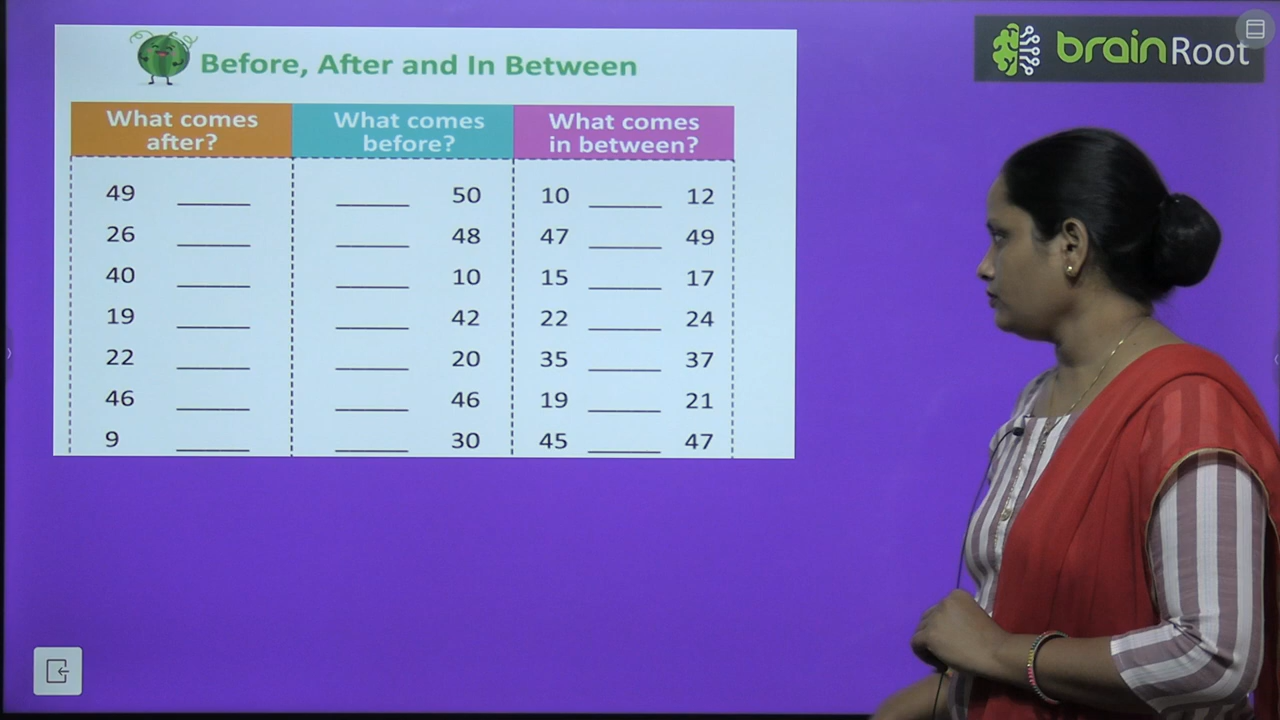 brainRoot
Before, After and In Between
What comes after?
What comes before?
What comes in between?
49 ______ ______ 50 10 ______ 12
26 ______ ______ 48 47 ______ 49
40 ______ ______ 10 15 ______ 17
19 ______ ______ 42 22 ______ 24
22 ______ ______ 20 35 ______ 37
46 ______ ______ 46 19 ______ 21
9 ______ ______ 30 45 ______ 47